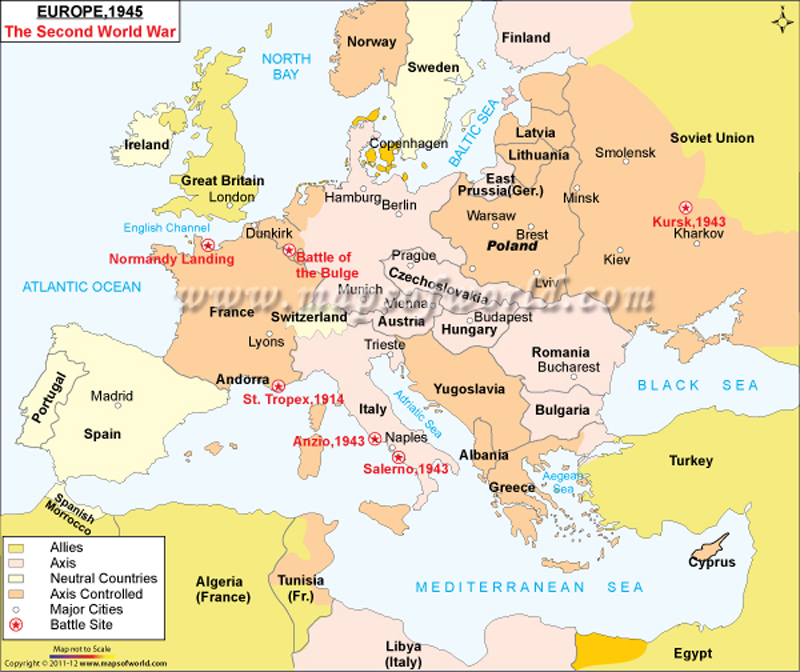 EUROPE,1945
The Second World War
NORTH
BAY
Norway
Sweden
Finland
BALTIC SEA
Soviet Union
Ireland
Great Britain
London
Copenhagen
Latvia
Lithuania
Smolensk
East
Prussia(Ger.)
Minsk
Kursk,1943
Kharkov
Hamburg
Berlin
Warsaw
Brest
Poland
Kiev
Lviv
English Channel
Dunkirk
Normandy Landing
Battle of
the Bulge
Prague
Czechoslovakia
ATLANTIC OCEAN
www.mapsofworld.com
Munich
Vienna
Austria
Budapest
Hungary
France
Switzerland
Lyons
Trieste
Romania
Bucharest
BLACK SEA
Andorra
St. Tropex,1914
Portugal
Madrid
Spain
Italy
Adriatic Sea
Yugoslavia
Bulgaria
Anzio,1943
Naples
Salerno,1943
Albania
Greece
Aegean
Sea
Turkey
Spanish
Morrocco
Cyprus
Algeria
(France)
Tunisia
(Fr.)
MEDITERRANEAN SEA
Libya
(Italy)
Egypt
Allies
Axis
Neutral Countries
Axis Controlled
Major Cities
Battle Site
Map not to Scale
Copyright © 2011-12 www.mapsofworld.com